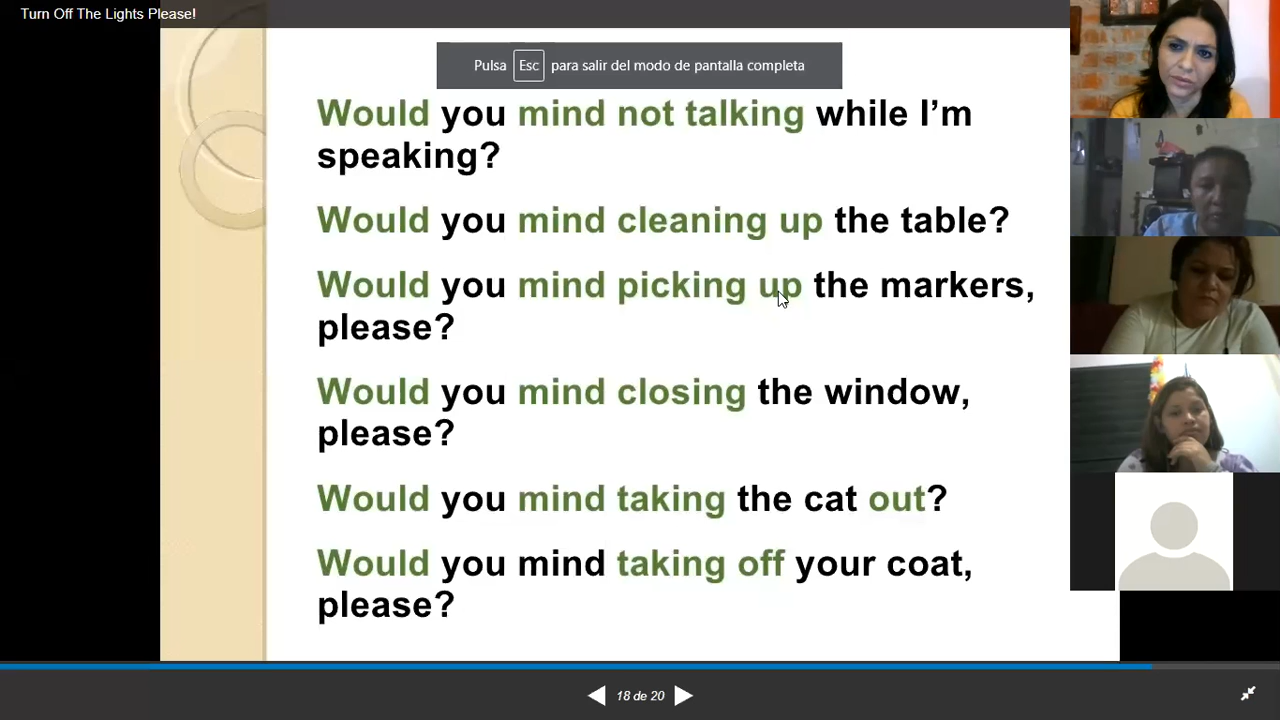 Turn Off The Lights Please!
Pulsa Esc para salir del modo de pantalla completa
Would you mind not talking while I’m
speaking?
Would you mind cleaning up the table?
Would you mind picking up the markers,
please?
Would you mind closing the window,
please?
Would you mind taking the cat out?
Would you mind taking off your coat,
please?
18 de 20